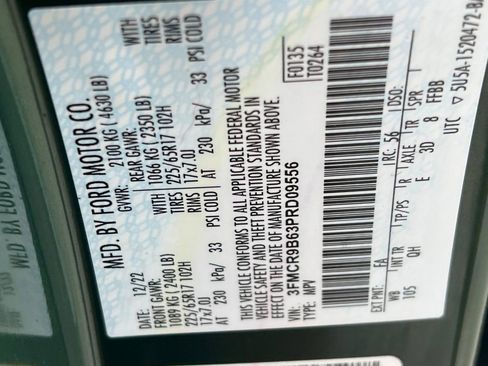 MFD. BY FORD MOTOR CO.
12/22
GVWR: 2100 KG ( 4630 LB)
FRONT GAWR: 1089 KG ( 2400 LB)
REAR GAWR: 1066 KG ( 2350 LB)
WITH TIRES RIMS
225/65R17 102H
17x7.0J
AT 230 kPa/ 33 PSI COLD
WITH TIRES RIMS
225/65R17 102H
17x7.0J
AT 230 kPa/ 33 PSI COLD
THIS VEHICLE CONFORMS TO ALL APPLICABLE FEDERAL MOTOR
VEHICLE SAFETY AND THEFT PREVENTION STANDARDS IN
EFFECT ON THE DATE OF MANUFACTURE SHOWN ABOVE.
VIN: 3FMCR9B63PRD09556
TYPE: MPV
F0135
T0264
EXT PNT: FA RC: 56 DSO:
WB INT TR TP/PS R AXLE TR SPR
105 QH E 3D 8 FFBB
UTC ▽ 5U5A-1520472-BA